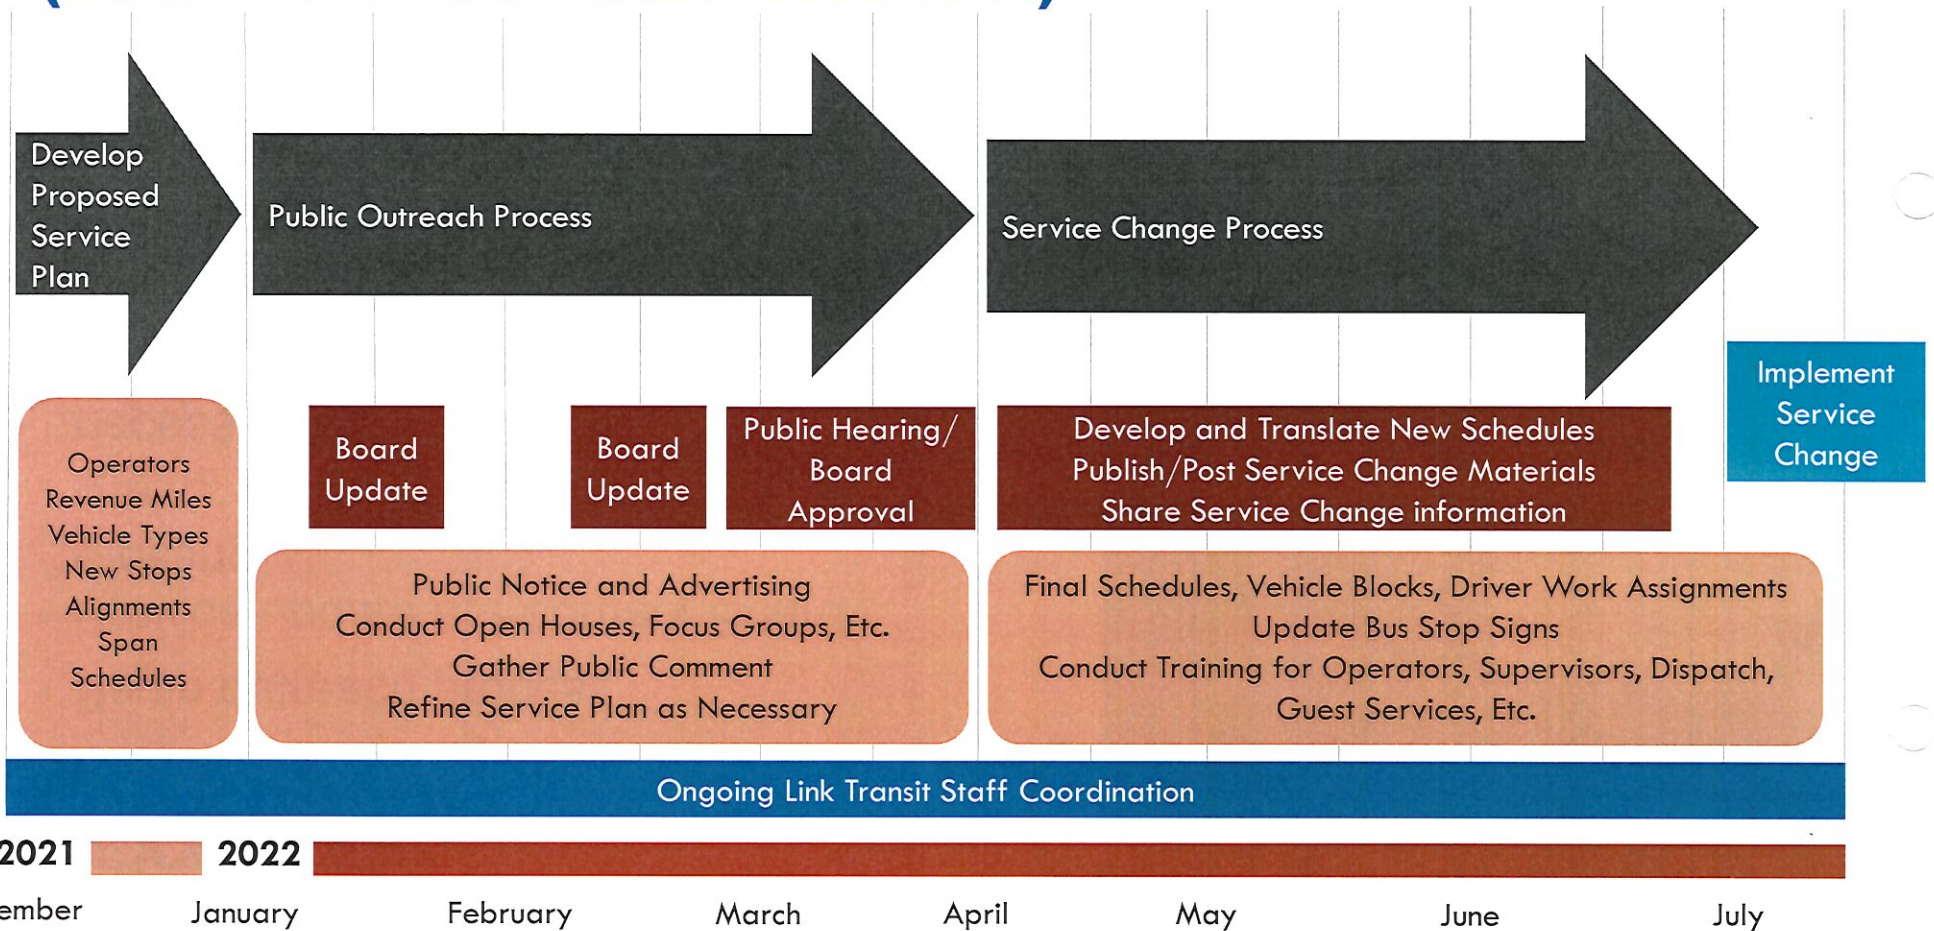 Develop
Proposed
Service
Plan
Public Outreach Process
Service Change Process
Implement
Service
Change
Operators
Revenue Miles
Vehicle Types
New Stops
Alignments
Span
Schedules
Board
Update
Board
Update
Public Hearing/
Board
Approval
Develop and Translate New Schedules
Publish/Post Service Change Materials
Share Service Change information
Public Notice and Advertising
Conduct Open Houses, Focus Groups, Etc.
Gather Public Comment
Refine Service Plan as Necessary
Final Schedules, Vehicle Blocks, Driver Work Assignments
Update Bus Stop Signs
Conduct Training for Operators, Supervisors, Dispatch,
Guest Services, Etc.
Ongoing Link Transit Staff Coordination
2021 2022
ember January February March April May June July